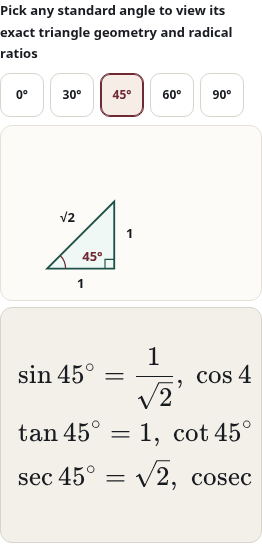 Pick any standard angle to view its
exact triangle geometry and radical
ratios
0° 30° 45° 60° 90°
√2
1
45°
1
sin 45° = 1/√2, cos 4
tan 45° = 1, cot 45°
sec 45° = √2, cosec